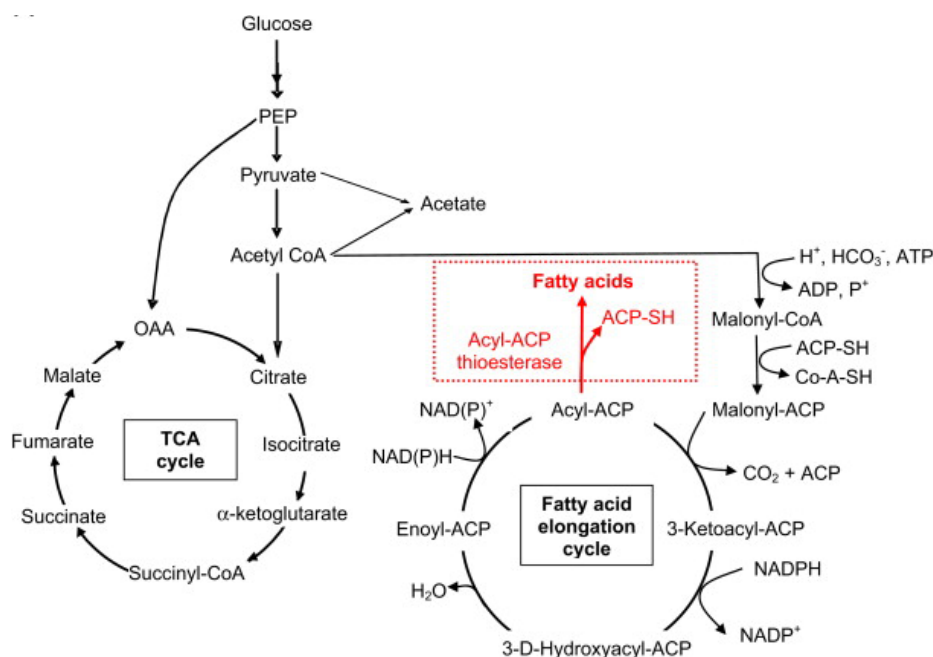 Glucose
PEP
Pyruvate
Acetate
Acetyl CoA
H⁺, HCO₃⁻, ATP
ADP, P⁺
Fatty acids
ACP-SH
Acyl-ACP
thioesterase
Malonyl-CoA
ACP-SH
Co-A-SH
OAA
Malate
Citrate
NAD(P)⁺
Acyl-ACP
Malonyl-ACP
Fumarate
TCA
cycle
Isocitrate
NAD(P)H
CO₂ + ACP
Succinate
α-ketoglutarate
Enoyl-ACP
Fatty acid
elongation
cycle
3-Ketoacyl-ACP
Succinyl-CoA
H₂O
NADPH
NADP⁺
3-D-Hydroxyacyl-ACP